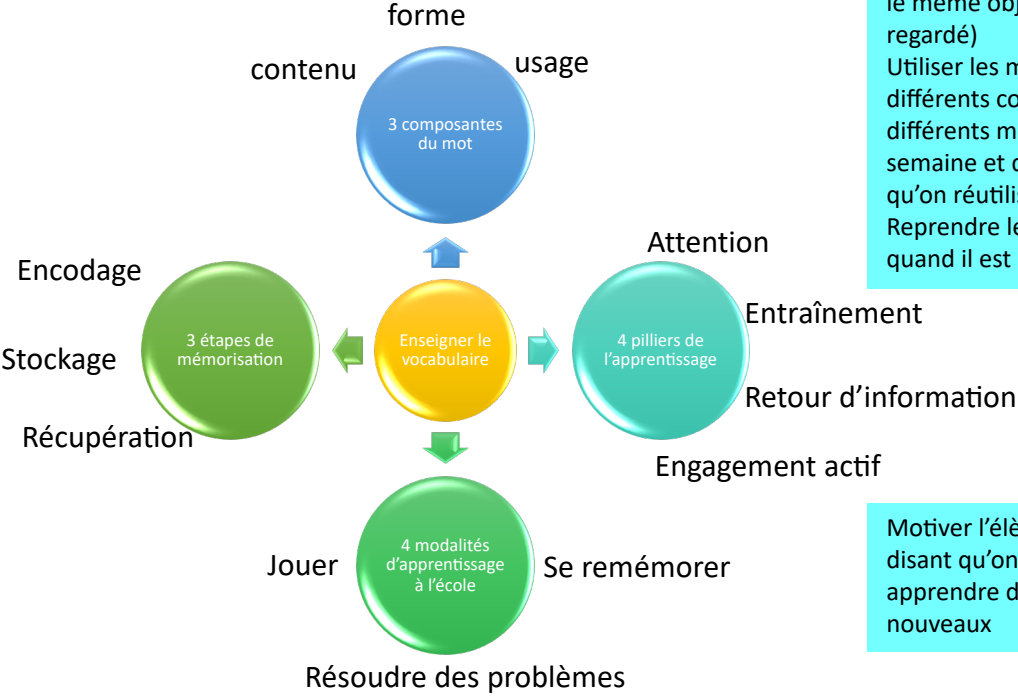 forme
contenu
usage
3 composantes
du mot
Encodage
Stockage
Récupération
3 étapes de
mémorisation
Enseigner le
vocabulaire
Attention
Entraînement
4 pilliers de
l'apprentissage
Retour d'information
Engagement actif
4 modalités
d'apprentissage
à l'école
Jouer
Se remémorer
Résoudre des problèmes
le même
regardé)
Utiliser les
différents
différents
semaine et
qu'on
Reprendre
quand il est
Motiver
disant qu'on
apprendre
nouveaux